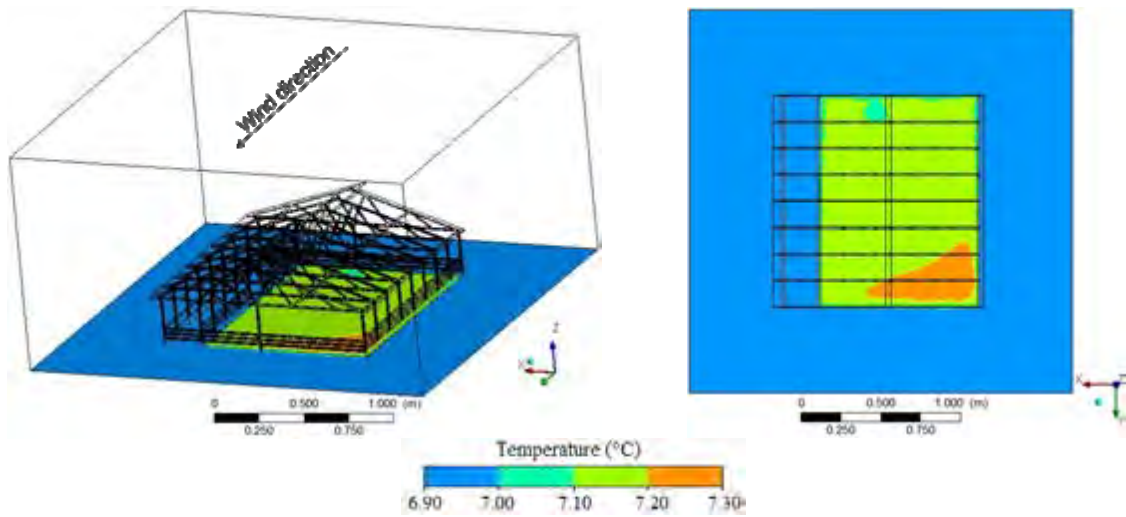 Wind direction
Z
X
0 0.500 1.000 (m)
0.250 0.750
X Z
Y
0 0.500 1.000 (m)
0.250 0.750
Temperature (°C)
6.90 7.00 7.10 7.20 7.30